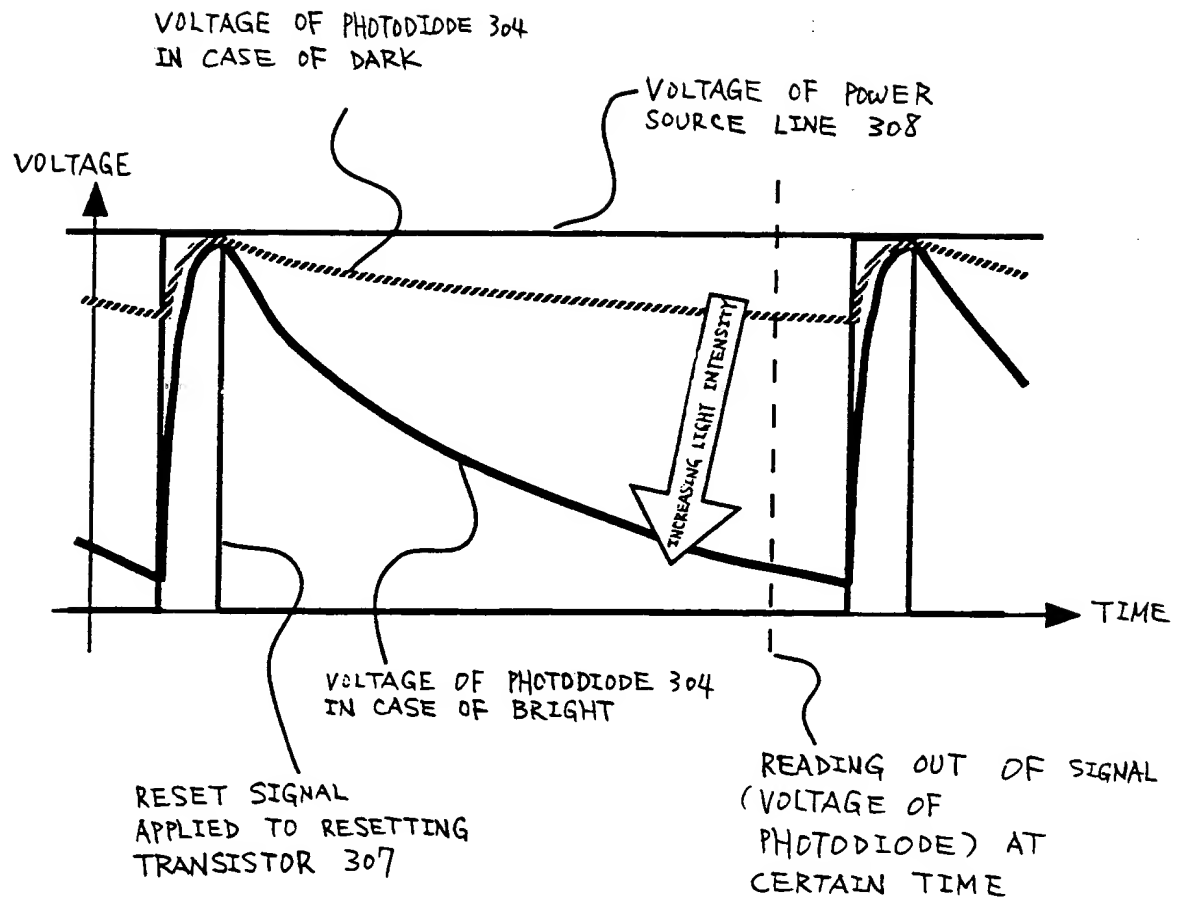 VOLTAGE OF PHOTODIODE 304
IN CASE OF DARK
VOLTAGE OF POWER
SOURCE LINE 308
VOLTAGE
INCREASING LIGHT INTENSITY
TIME
VOLTAGE OF PHOTODIODE 304
IN CASE OF BRIGHT
RESET SIGNAL
APPLIED TO RESETTING
TRANSISTOR 307
READING OUT OF SIGNAL
(VOLTAGE OF
PHOTODIODE) AT
CERTAIN TIME